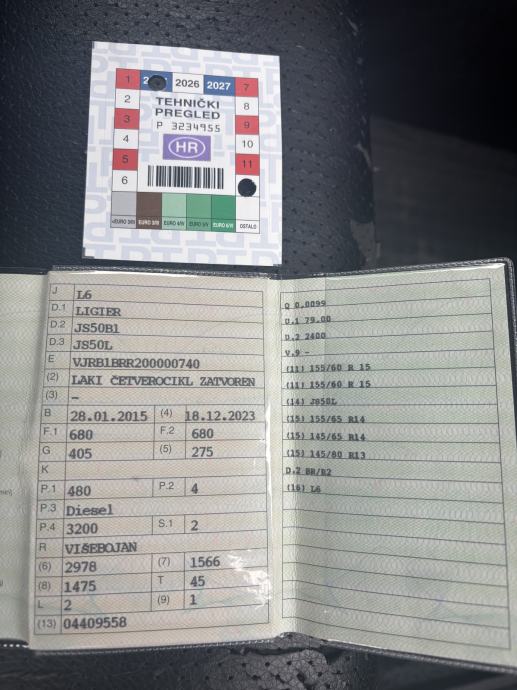 1 2026 2027 7
2 TEHNIČKI 8
PREGLED
3 P 3234955 9
4 HR 10
5 11
6
EURO 3/III EURO 4/IV EURO 5/V EURO 6/VI OSTALO
J L6
D.1 LIGIER
D.2 JS50B1
D.3 JS50L
E VJRB1BRR200000740
(2) LAKI ČETVEROCIKL ZATVOREN
(3) –
B 28.01.2015 (4) 18.12.2023
F.1 680 F.2 680
G 405 (5) 275
K
P.1 480 P.2 4
P.3 Diesel
P.4 3200 S.1 2
R VIŠEBOJAN
(6) 2978 (7) 1566
(8) 1475 T 45
L 2 (9) 1
(13) 04409558
Q 0,0099
U.1 79.00
U.2 2400
V.9 -
(11) 155/60 R 15
(11) 155/60 R 15
(14) JS50L
(15) 155/65 R14
(15) 145/65 R14
(15) 145/80 R13
D.2 BR/B2
(16) L6